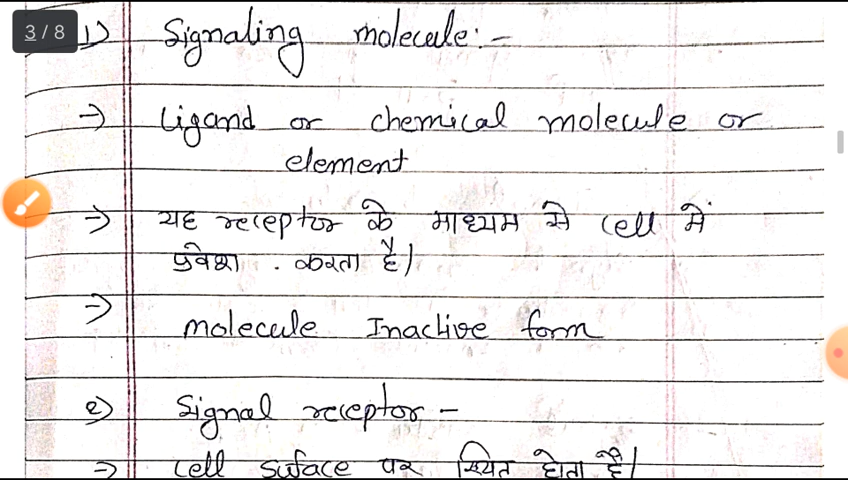 3 / 8
1) Signaling molecule:-
→ Ligand or chemical molecule or
element
→ यह receptor के माध्यम से cell में
प्रवेश . करता है।
→ molecule Inactive form
2) Signal receptor -
→ cell suface पर स्थित होता है।